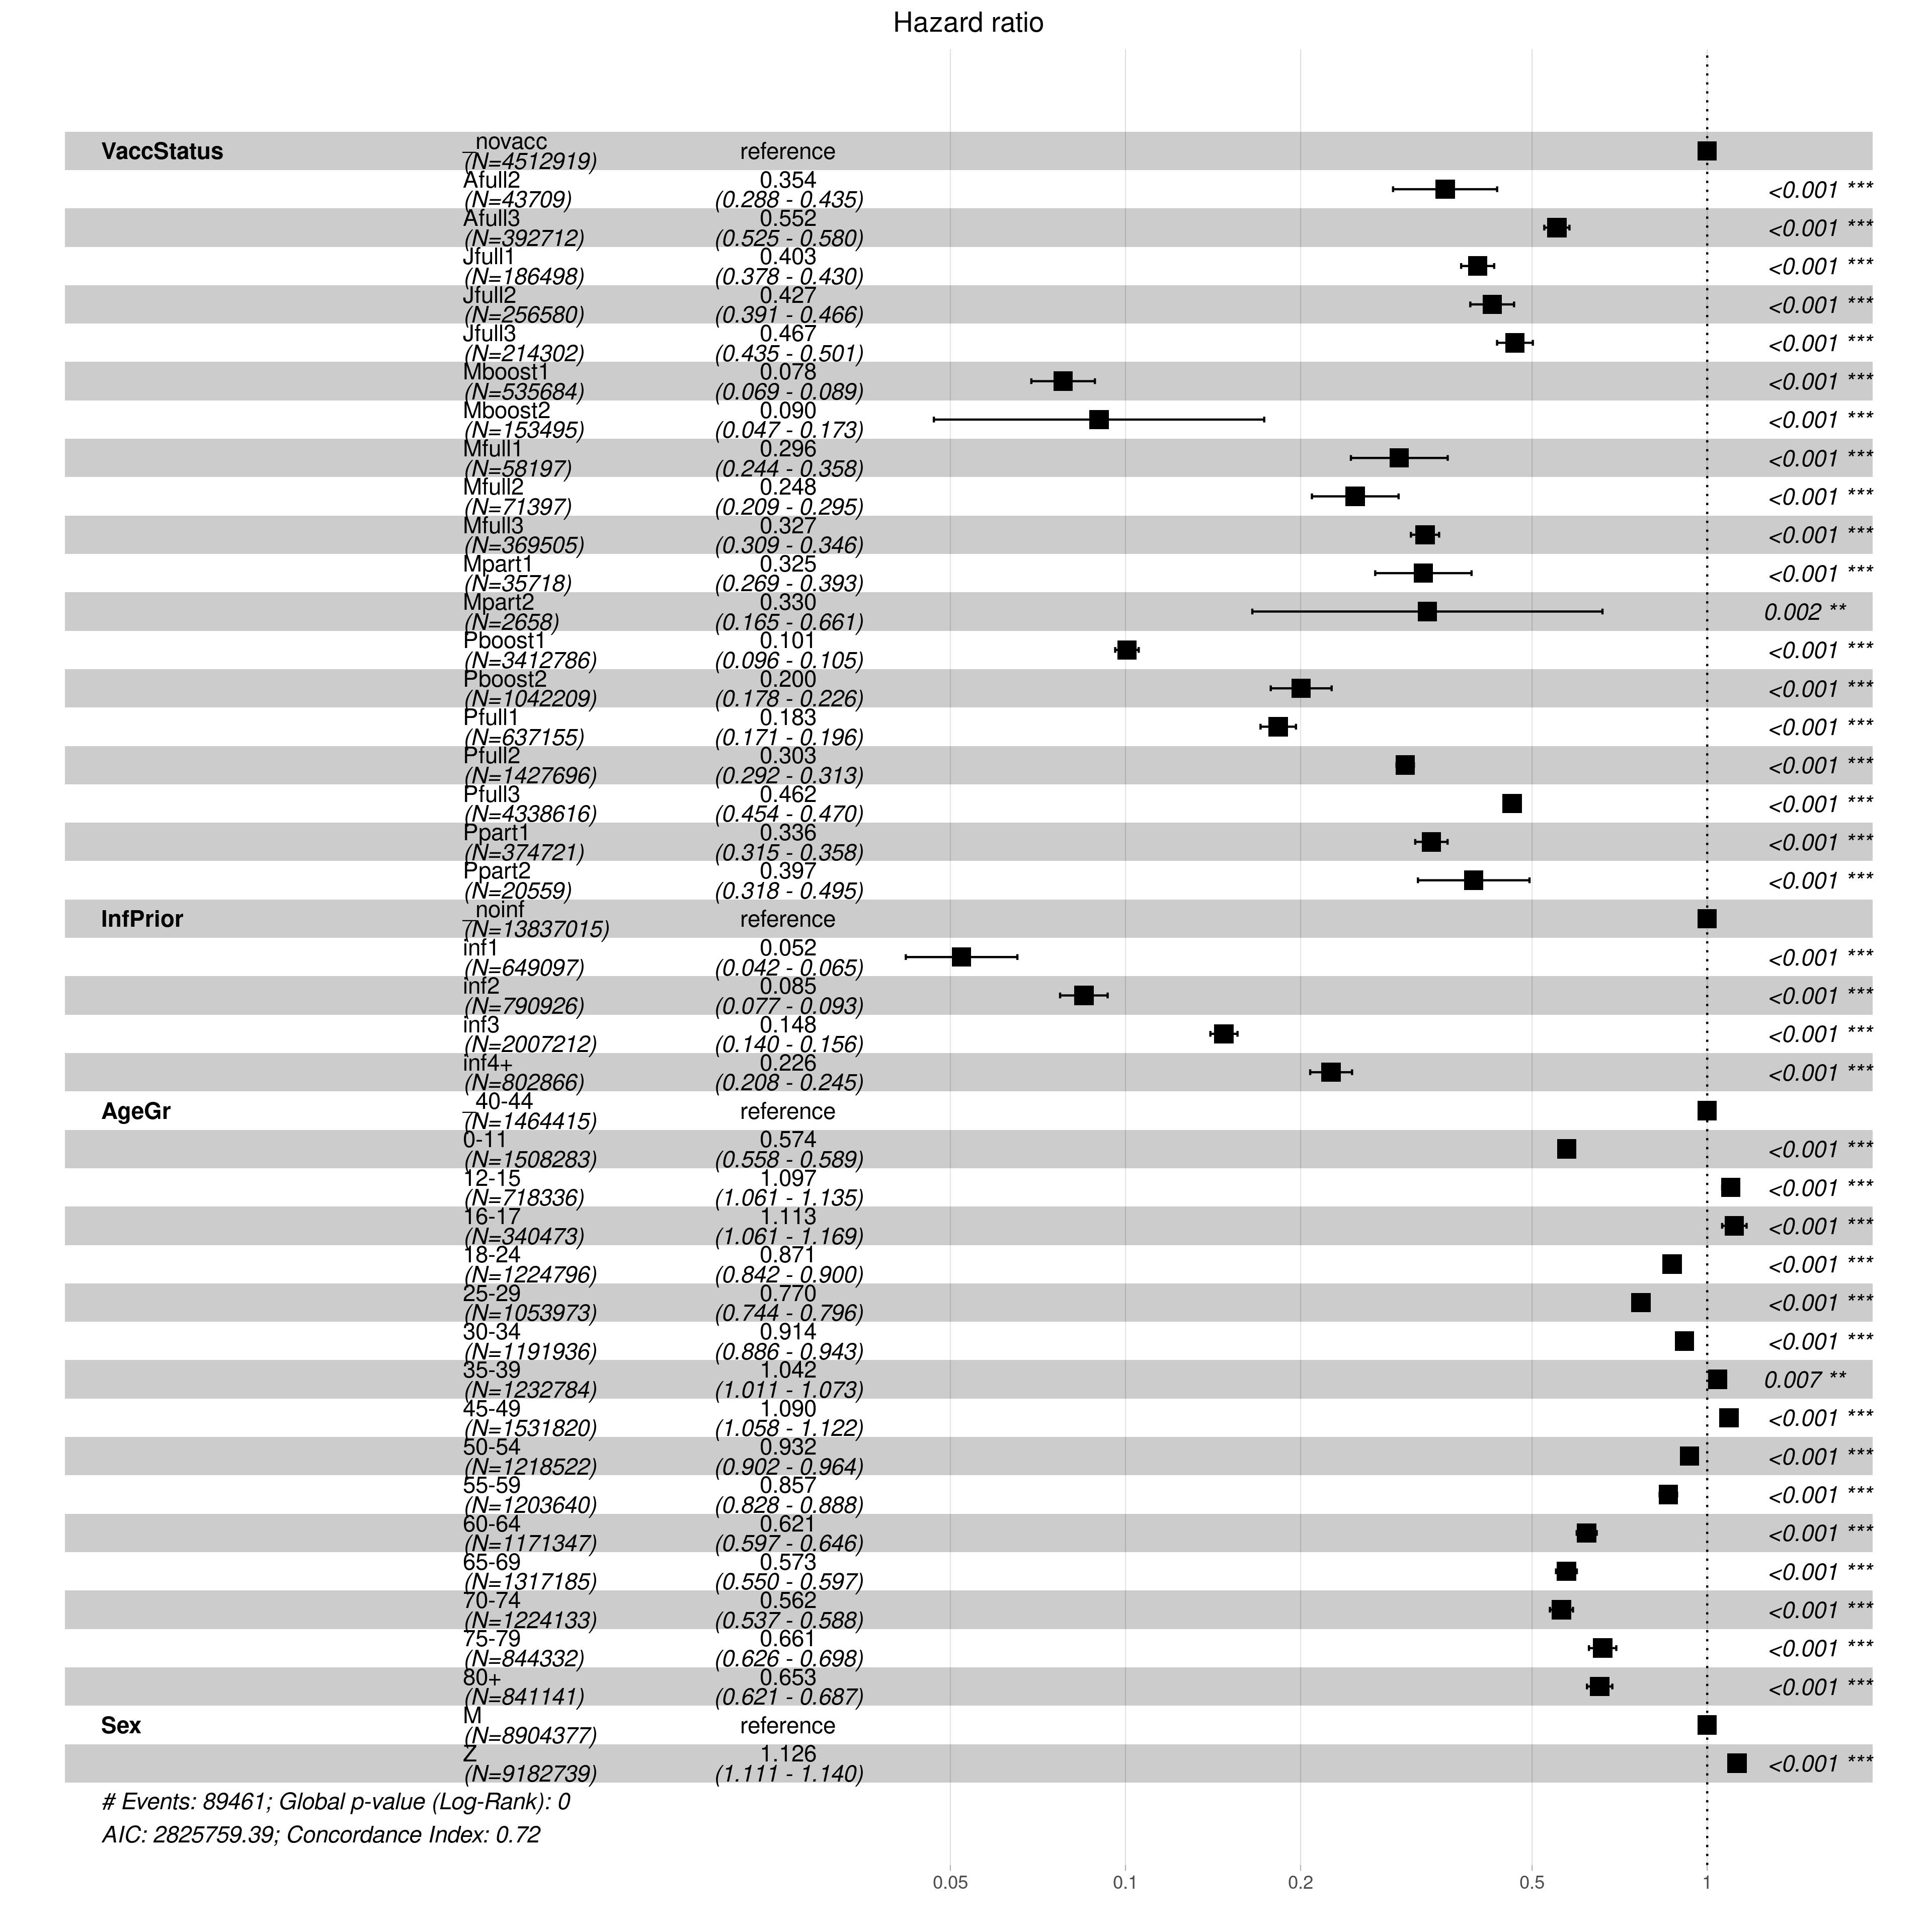 Hazard ratio
VaccStatus _novacc (N=4512919) reference
Afull2 (N=43709) 0.354 (0.288 - 0.435) <0.001 ***
Afull3 (N=392712) 0.552 (0.525 - 0.580) <0.001 ***
Jfull1 (N=186498) 0.403 (0.378 - 0.430) <0.001 ***
Jfull2 (N=256580) 0.427 (0.391 - 0.466) <0.001 ***
Jfull3 (N=214302) 0.467 (0.435 - 0.501) <0.001 ***
Mboost1 (N=535684) 0.078 (0.069 - 0.089) <0.001 ***
Mboost2 (N=153495) 0.090 (0.047 - 0.173) <0.001 ***
Mfull1 (N=58197) 0.296 (0.244 - 0.358) <0.001 ***
Mfull2 (N=71397) 0.248 (0.209 - 0.295) <0.001 ***
Mfull3 (N=369505) 0.327 (0.309 - 0.346) <0.001 ***
Mpart1 (N=35718) 0.325 (0.269 - 0.393) <0.001 ***
Mpart2 (N=2658) 0.330 (0.165 - 0.661) 0.002 **
Pboost1 (N=3412786) 0.101 (0.096 - 0.105) <0.001 ***
Pboost2 (N=1042209) 0.200 (0.178 - 0.226) <0.001 ***
Pfull1 (N=637155) 0.183 (0.171 - 0.196) <0.001 ***
Pfull2 (N=1427696) 0.303 (0.292 - 0.313) <0.001 ***
Pfull3 (N=4338616) 0.462 (0.454 - 0.470) <0.001 ***
Ppart1 (N=374721) 0.336 (0.315 - 0.358) <0.001 ***
Ppart2 (N=20559) 0.397 (0.318 - 0.495) <0.001 ***
InfPrior _noinf (N=13837015) reference
inf1 (N=649097) 0.052 (0.042 - 0.065) <0.001 ***
inf2 (N=790926) 0.085 (0.077 - 0.093) <0.001 ***
inf3 (N=2007212) 0.148 (0.140 - 0.156) <0.001 ***
inf4+ (N=802866) 0.226 (0.208 - 0.245) <0.001 ***
AgeGr _40-44 (N=1464415) reference
0-11 (N=1508283) 0.574 (0.558 - 0.589) <0.001 ***
12-15 (N=718336) 1.097 (1.061 - 1.135) <0.001 ***
16-17 (N=340473) 1.113 (1.061 - 1.169) <0.001 ***
18-24 (N=1224796) 0.871 (0.842 - 0.900) <0.001 ***
25-29 (N=1053973) 0.770 (0.744 - 0.796) <0.001 ***
30-34 (N=1191936) 0.914 (0.886 - 0.943) <0.001 ***
35-39 (N=1232784) 1.042 (1.011 - 1.073) 0.007 **
45-49 (N=1531820) 1.090 (1.058 - 1.122) <0.001 ***
50-54 (N=1218522) 0.932 (0.902 - 0.964) <0.001 ***
55-59 (N=1203640) 0.857 (0.828 - 0.888) <0.001 ***
60-64 (N=1171347) 0.621 (0.597 - 0.646) <0.001 ***
65-69 (N=1317185) 0.573 (0.550 - 0.597) <0.001 ***
70-74 (N=1224133) 0.562 (0.537 - 0.588) <0.001 ***
75-79 (N=844332) 0.661 (0.626 - 0.698) <0.001 ***
80+ (N=841141) 0.653 (0.621 - 0.687) <0.001 ***
Sex M (N=8904377) reference
Z (N=9182739) 1.126 (1.111 - 1.140) <0.001 ***
# Events: 89461; Global p-value (Log-Rank): 0
AIC: 2825759.39; Concordance Index: 0.72
0.05 0.1 0.2 0.5 1